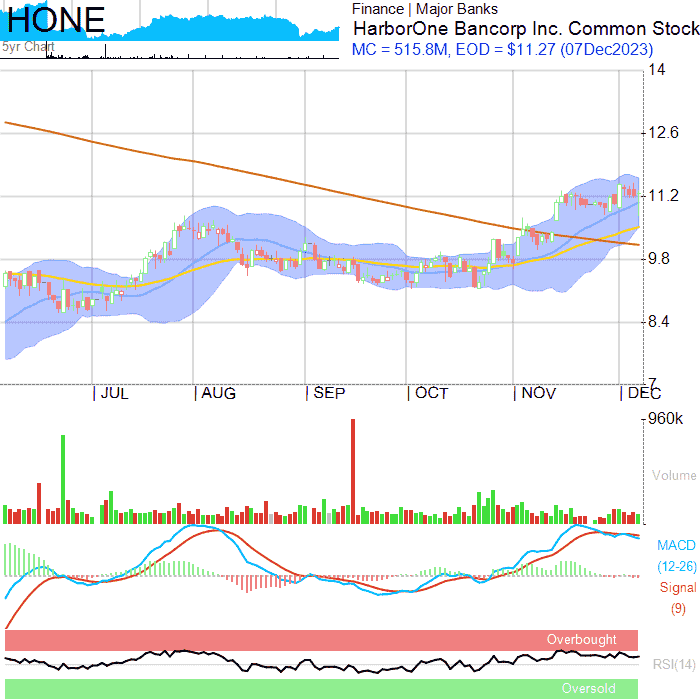 HONE
5yr Chart
Finance | Major Banks
HarborOne Bancorp Inc. Common Stock
MC = 515.8M, EOD = $11.27 (07Dec2023)
14
12.6
11.2
9.8
8.4
7
JUL
AUG
SEP
OCT
NOV
DEC
960k
Volume
MACD
(12-26)
Signal
(9)
Overbought
RSI(14)
Oversold